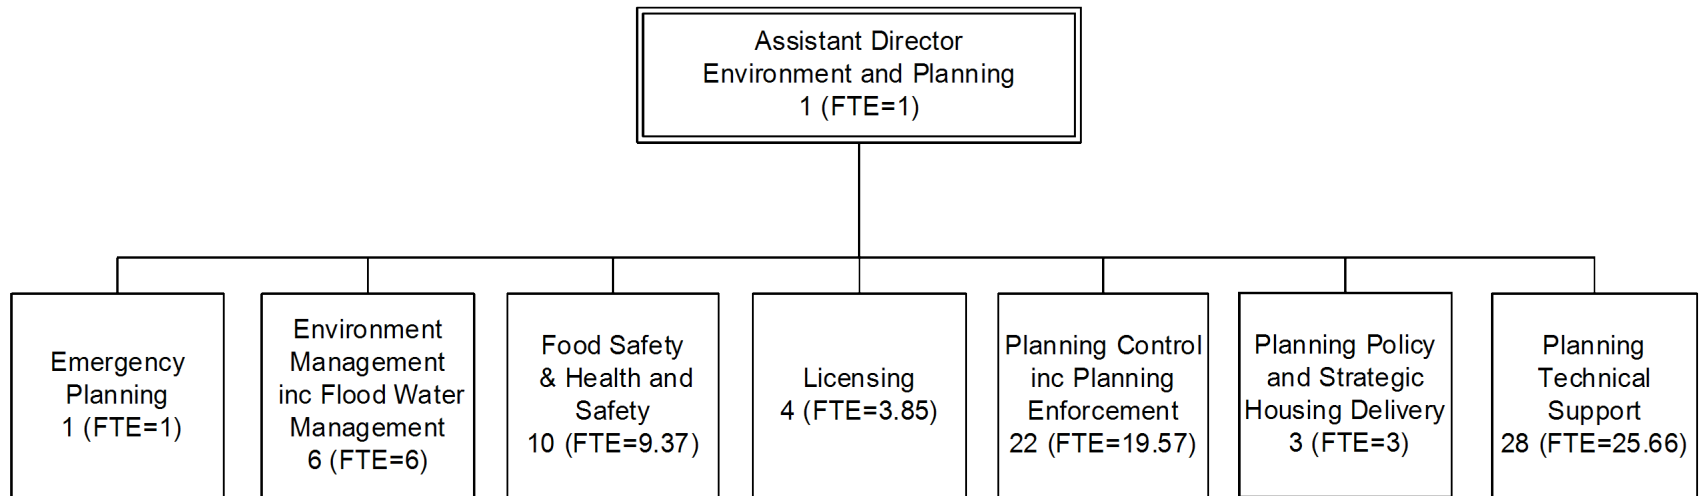 Assistant Director
Environment and Planning
1 (FTE=1)
Emergency
Planning
1 (FTE=1)
Environment
Management
inc Flood Water
Management
6 (FTE=6)
Food Safety
& Health and
Safety
10 (FTE=9.37)
Licensing
4 (FTE=3.85)
Planning Control
inc Planning
Enforcement
22 (FTE=19.57)
Planning Policy
and Strategic
Housing Delivery
3 (FTE=3)
Planning
Technical
Support
28 (FTE=25.66)